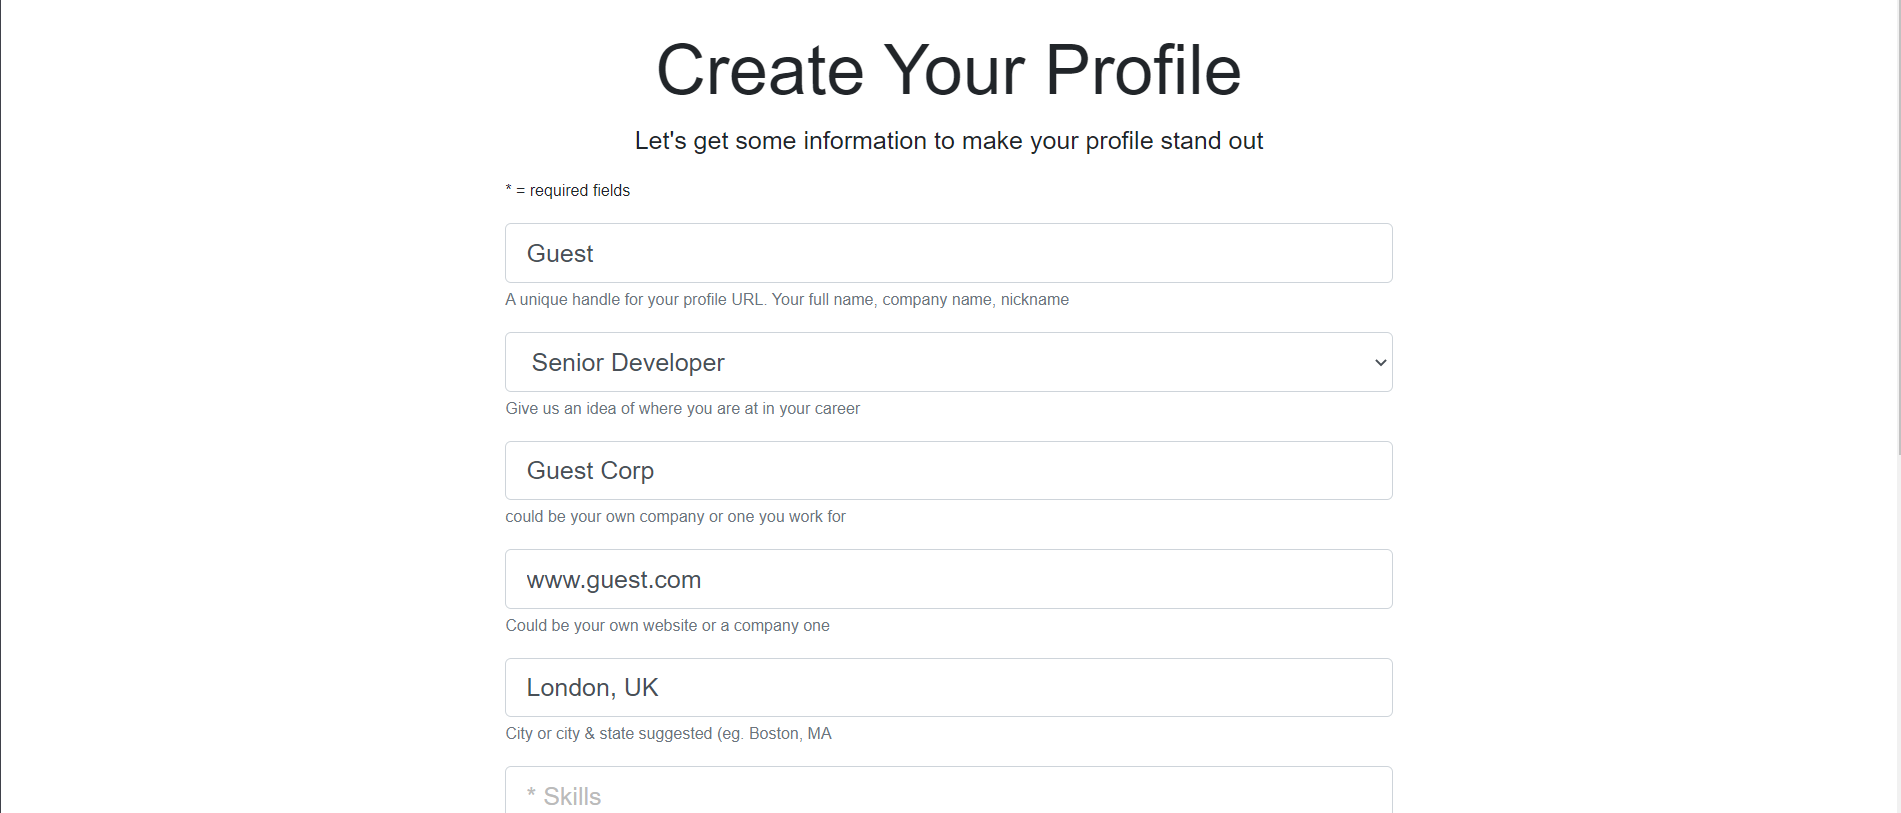 Create Your Profile
Let's get some information to make your profile stand out
* = required fields
Guest
A unique handle for your profile URL. Your full name, company name, nickname
Senior Developer
Give us an idea of where you are at in your career
Guest Corp
could be your own company or one you work for
www.guest.com
Could be your own website or a company one
London, UK
City or city & state suggested (eg. Boston, MA
* Skills